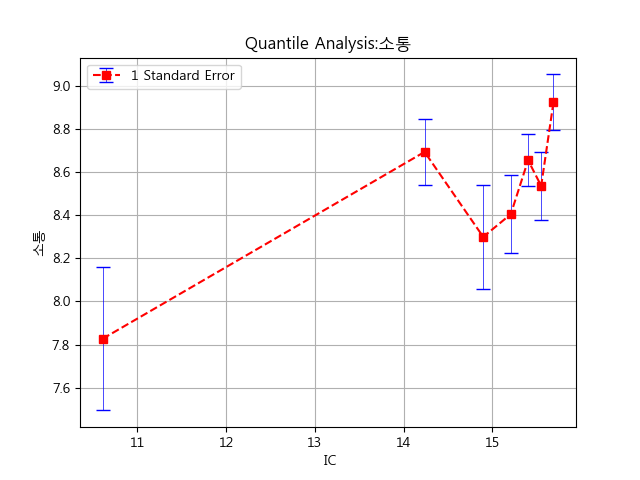 Quantile Analysis:소통
1 Standard Error
9.0
8.8
8.6
8.4
8.2
8.0
7.8
7.6
소통
11 12 13 14 15
IC